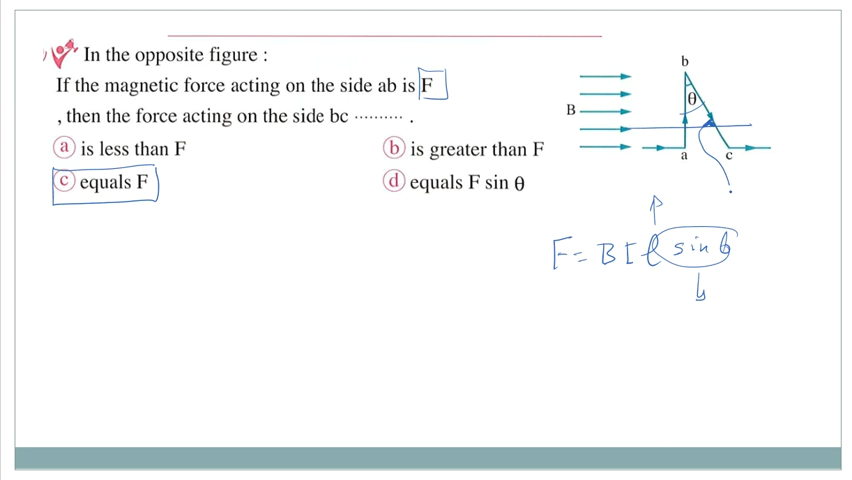 In the opposite figure :
If the magnetic force acting on the side ab is F
, then the force acting on the side bc .......... .
a is less than F
b is greater than F
c equals F
d equals F sin θ
b
θ
B
a
c
F = B I ℓ sin θ